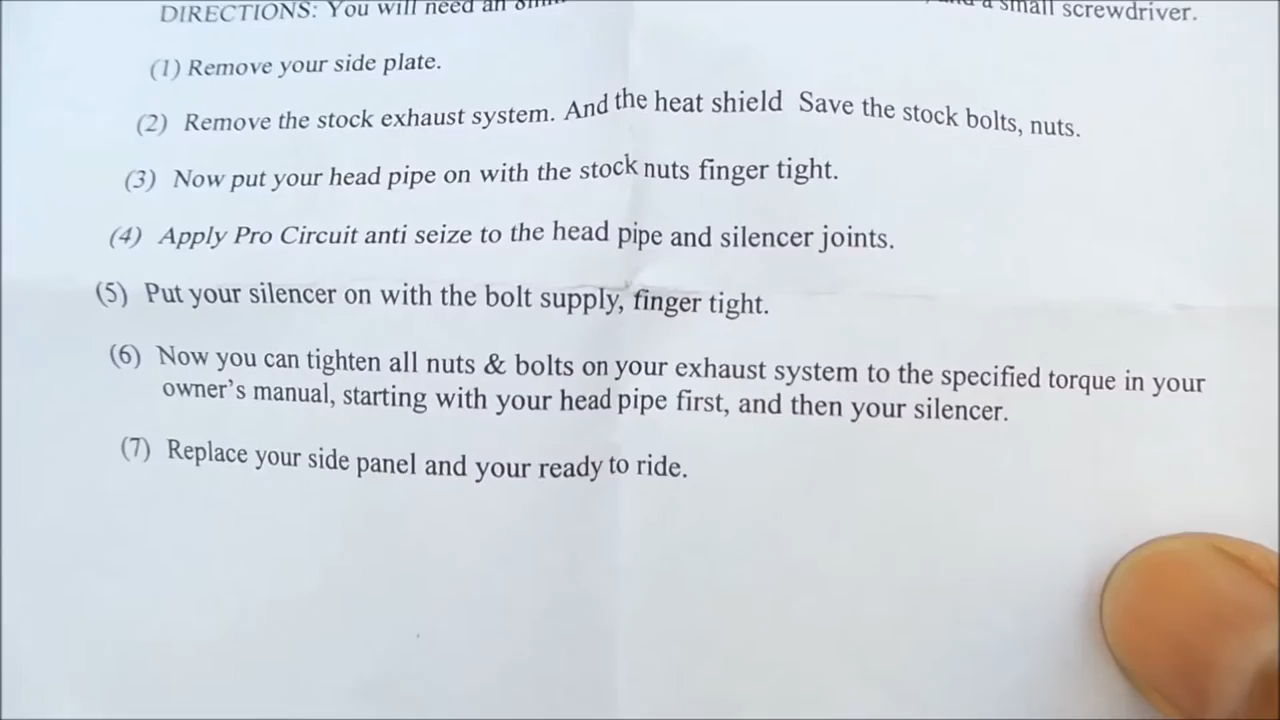 DIRECTIONS: You will need an a small screwdriver.
(1) Remove your side plate.
(2) Remove the stock exhaust system. And the heat shield Save the stock bolts, nuts.
(3) Now put your head pipe on with the stock nuts finger tight.
(4) Apply Pro Circuit anti seize to the head pipe and silencer joints.
(5) Put your silencer on with the bolt supply, finger tight.
(6) Now you can tighten all nuts & bolts on your exhaust system to the specified torque in your
owner's manual, starting with your head pipe first, and then your silencer.
(7) Replace your side panel and your ready to ride.